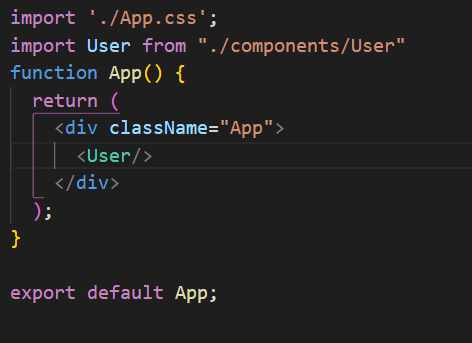 import './App.css';
import User from "./components/User"
function App() {
  return (
    <div className="App">
      <User/>
    </div>
  );
}

export default App;